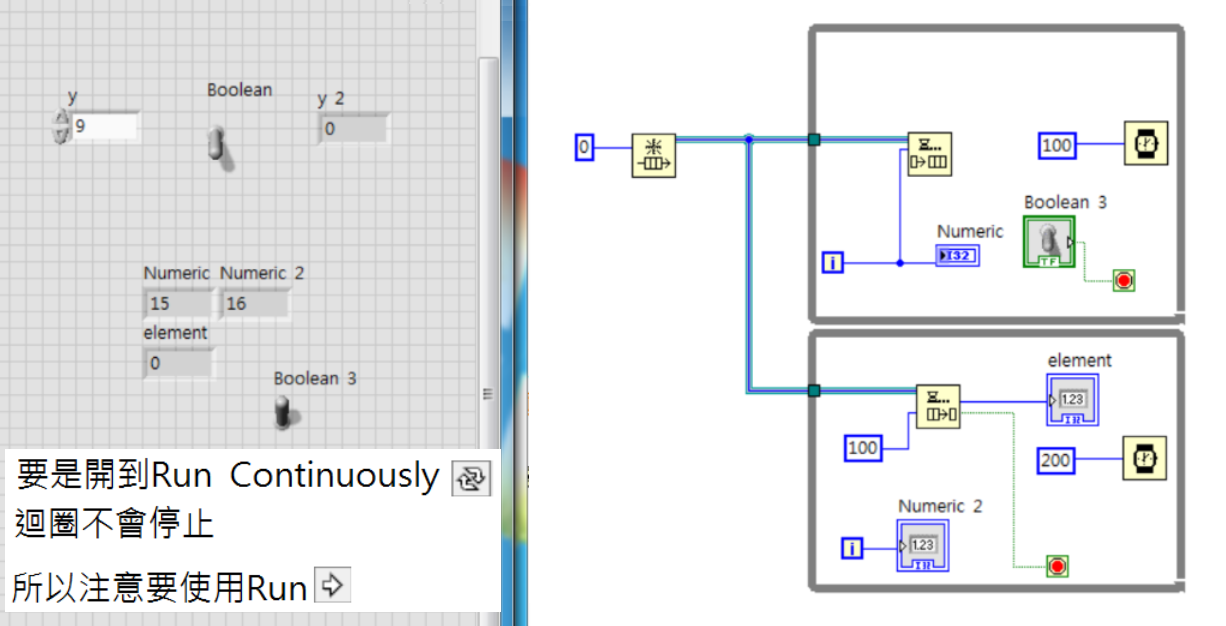 y
Boolean
y 2
9
0
Numeric Numeric 2
15
16
element
0
Boolean 3
要是開到Run Continuously
迴圈不會停止
所以注意要使用Run
0
100
Boolean 3
TF
Numeric
I32
i
element
1.23
I32
100
200
Numeric 2
1.23
I32
i